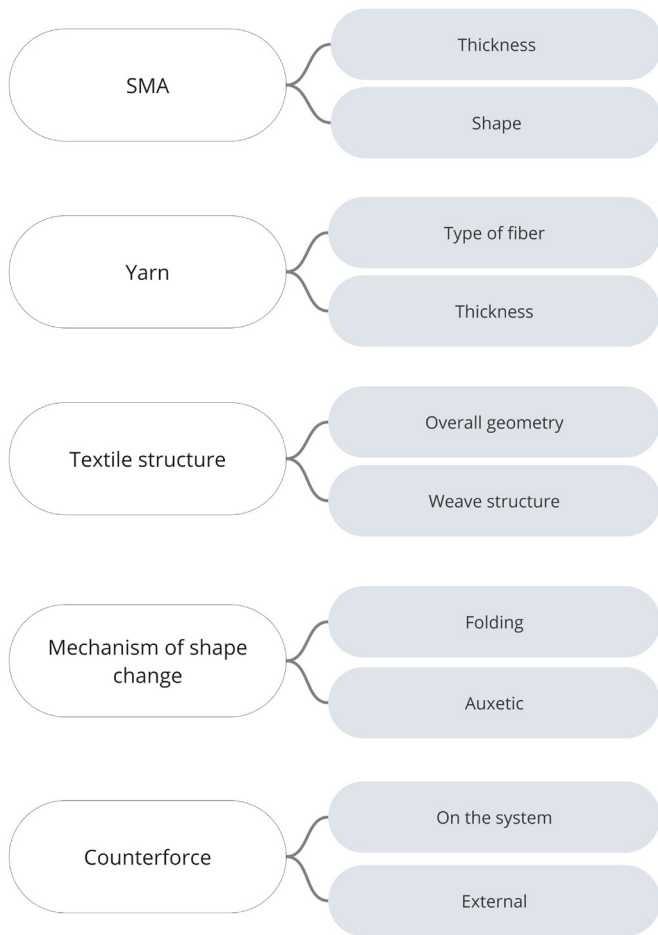 SMA
Thickness
Shape
Yarn
Type of fiber
Thickness
Textile structure
Overall geometry
Weave structure
Mechanism of shape
change
Folding
Auxetic
Counterforce
On the system
External